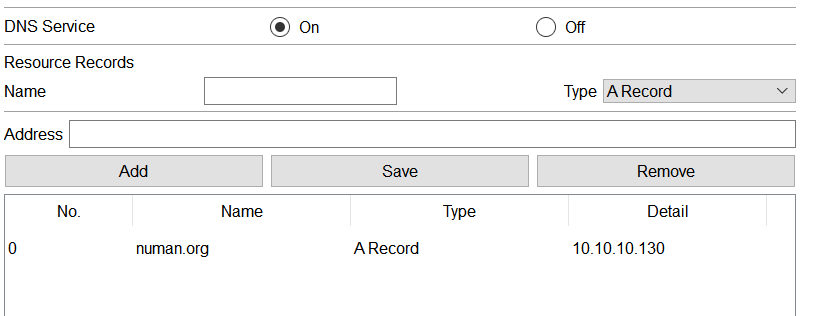 DNS Service On Off
Resource Records
Name Type A Record
Address
Add Save Remove
No. Name Type Detail
0 numan.org A Record 10.10.10.130